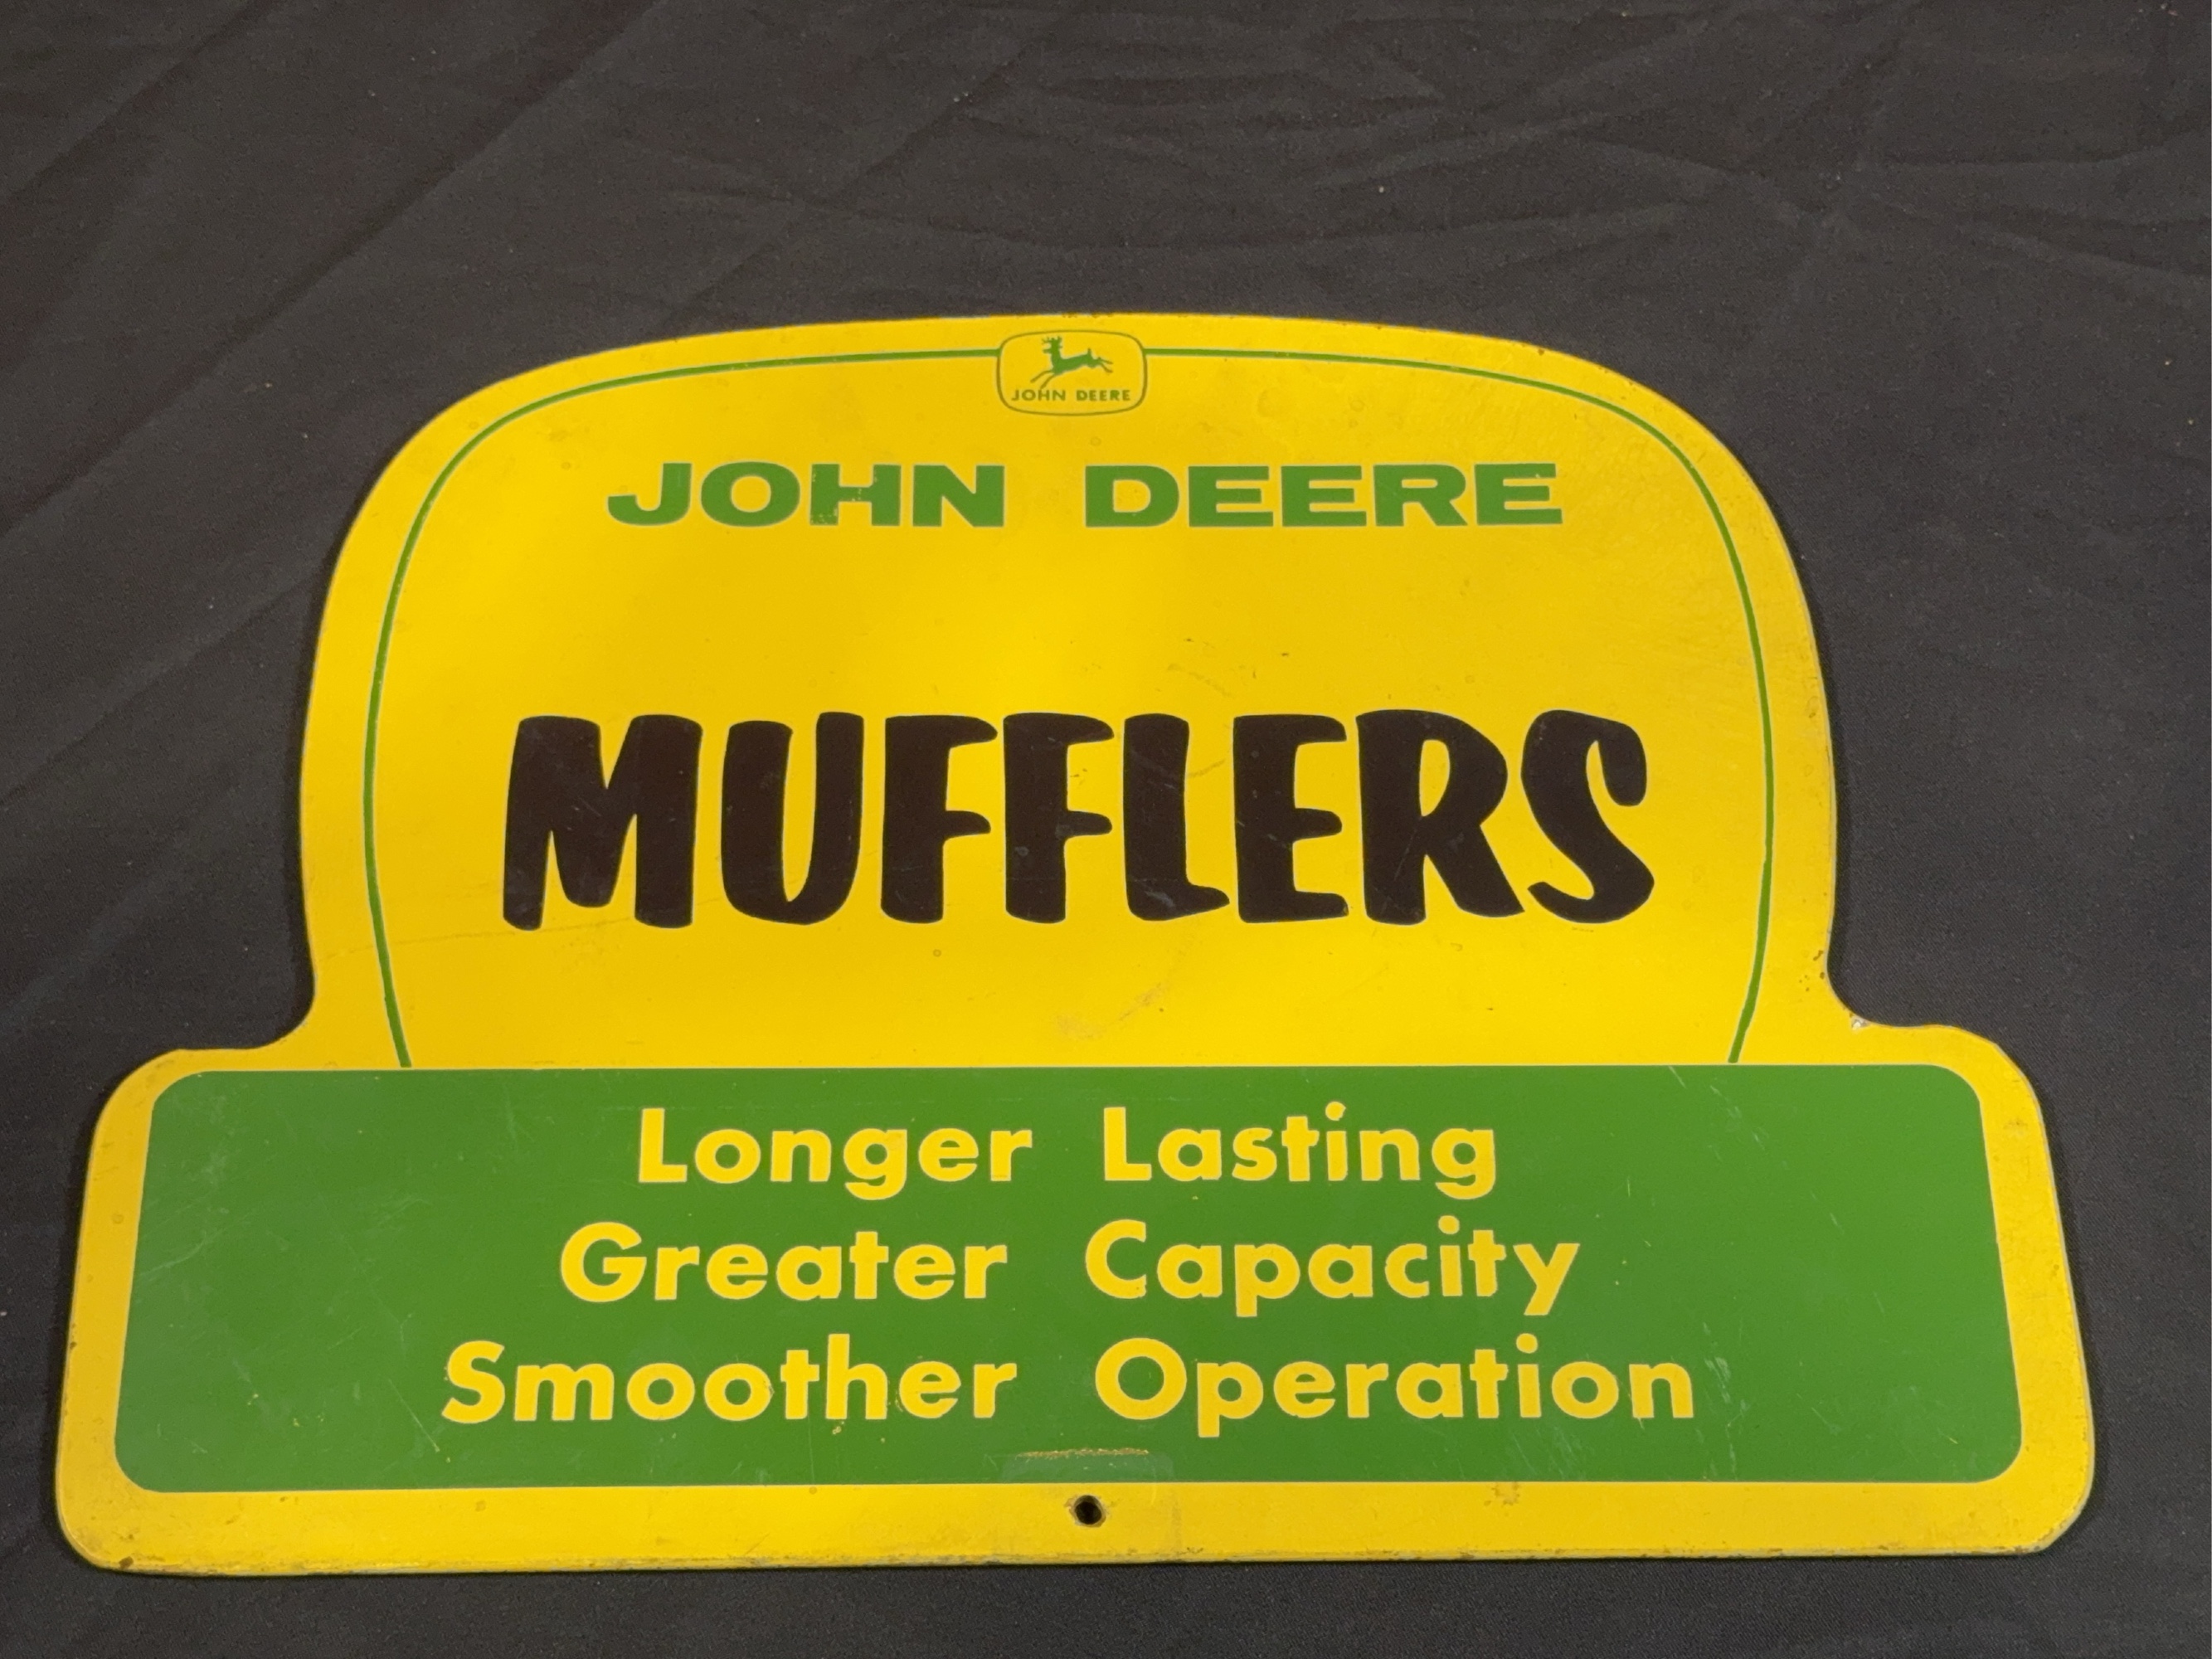 JOHN DEERE
JOHN DEERE
MUFFLERS
Longer Lasting
Greater Capacity
Smoother Operation